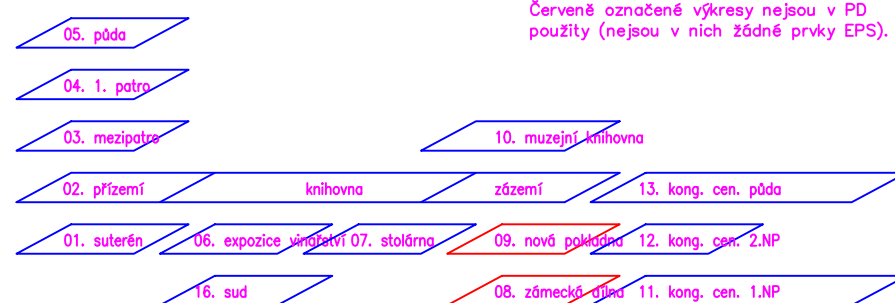 Červeně označené výkresy nejsou v PD
použity (nejsou v nich žádné prvky EPS).
05. půda
04. 1. patro
03. mezipatro
10. muzejní knihovna
02. přízemí
knihovna
zázemí
13. kong. cen. půda
01. suterén
06. expozice vinařství
07. stolárna
09. nová pokladna
12. kong. cen. 2.NP
16. sud
08. zámecká dílna
11. kong. cen. 1.NP